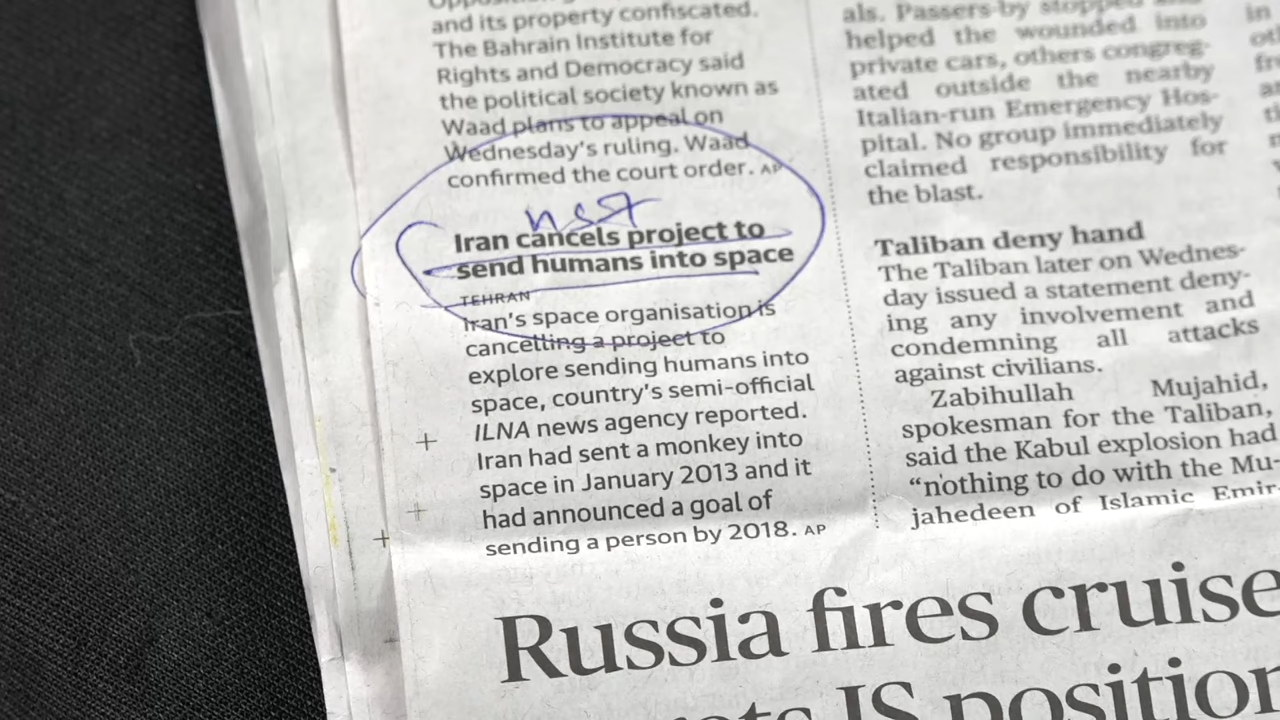 and its property confiscated.
The Bahrain Institute for
Rights and Democracy said
the political society known as
Waad plans to appeal on
Wednesday's ruling. Waad
confirmed the court order. AP
Iran cancels project to
send humans into space
TEHRAN
Iran's space organisation is
cancelling a project to
explore sending humans into
space, country's semi-official
ILNA news agency reported.
Iran had sent a monkey into
space in January 2013 and it
had announced a goal of
sending a person by 2018. AP
als. Passers-by stopped and
helped the wounded into
private cars, others congreg-
ated outside the nearby
Italian-run Emergency Hos-
pital. No group immediately
claimed responsibility for
the blast.
Taliban deny hand
The Taliban later on Wednes-
day issued a statement deny-
ing any involvement and
condemning all attacks
against civilians.
Zabihullah Mujahid,
spokesman for the Taliban,
said the Kabul explosion had
"nothing to do with the Mu-
jahedeen of Islamic Emir-
in
Russia fires cruise
IS position